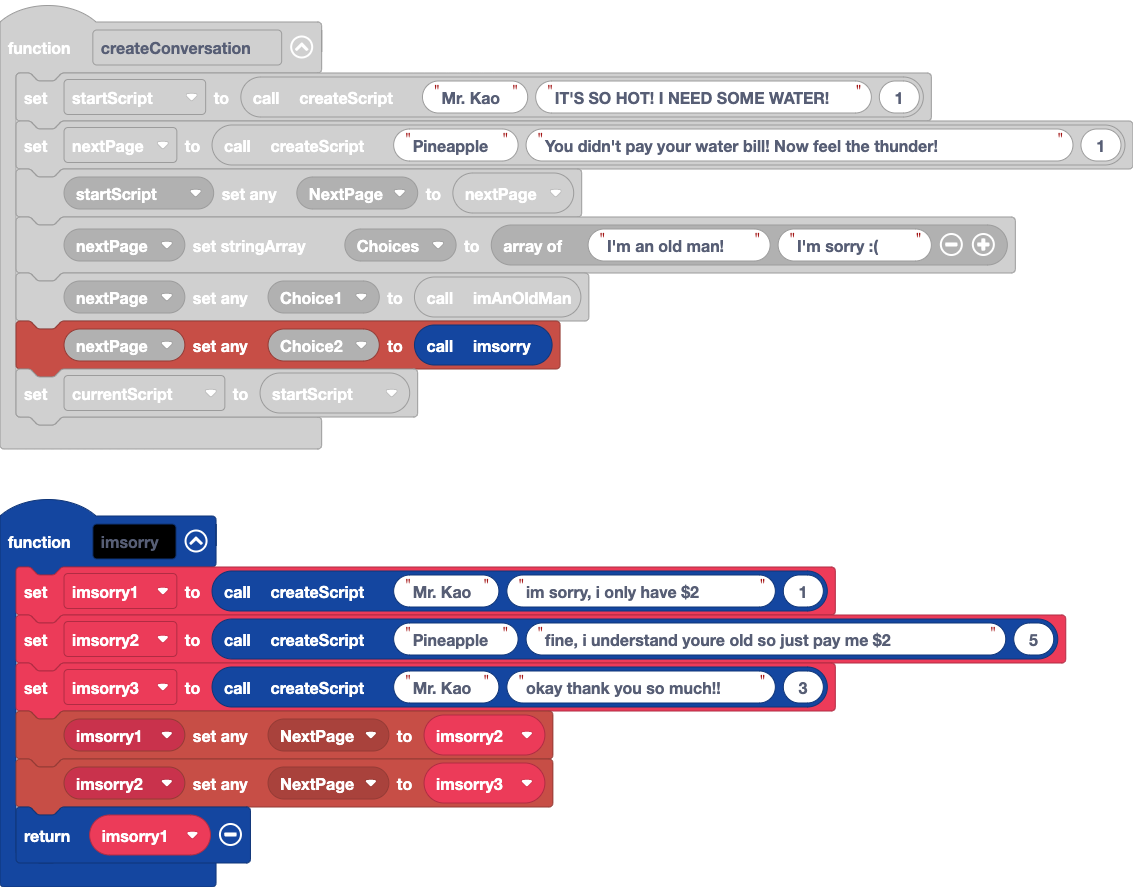 function createConversation
set startScript to call createScript "Mr. Kao" "IT'S SO HOT! I NEED SOME WATER!" 1
set nextPage to call createScript "Pineapple" "You didn't pay your water bill! Now feel the thunder!" 1
startScript set any NextPage to nextPage
nextPage set stringArray Choices to array of "I'm an old man!" "I'm sorry :("
nextPage set any Choice1 to call imAnOldMan
nextPage set any Choice2 to call imsorry
set currentScript to startScript
function imsorry
set imsorry1 to call createScript "Mr. Kao" "im sorry, i only have $2" 1
set imsorry2 to call createScript "Pineapple" "fine, i understand youre old so just pay me $2" 5
set imsorry3 to call createScript "Mr. Kao" "okay thank you so much!!" 3
imsorry1 set any NextPage to imsorry2
imsorry2 set any NextPage to imsorry3
return imsorry1